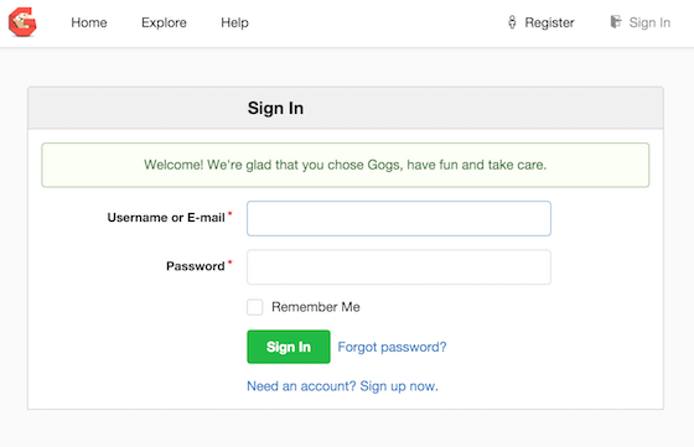 Home Explore Help Register Sign In
Sign In
Welcome! We're glad that you chose Gogs, have fun and take care.
Username or E-mail *
Password *
Remember Me
Sign In Forgot password?
Need an account? Sign up now.